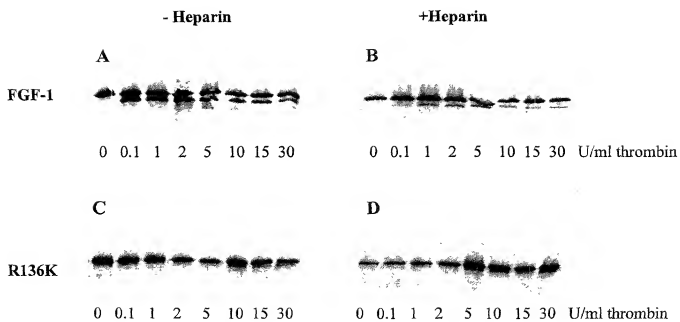 - Heparin +Heparin
A B
FGF-1
0 0.1 1 2 5 10 15 30 0 0.1 1 2 5 10 15 30 U/ml thrombin
C D
R136K
0 0.1 1 2 5 10 15 30 0 0.1 1 2 5 10 15 30 U/ml thrombin